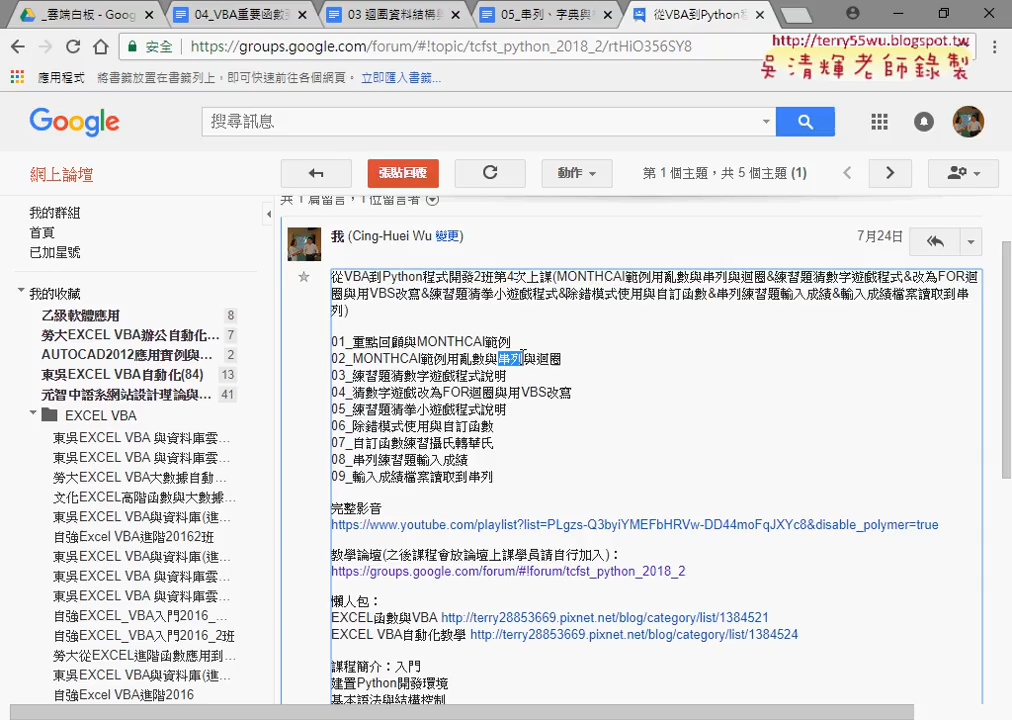 _雲端白板 - Goog
04_VBA重要函數
03 迴圈資料結構
05_串列、字典與
從VBA到Python程
安全 https://groups.google.com/forum/#!topic/tcfst_python_2018_2/rtHiO356SY8
http://terry55wu.blogspot.tw
吳清輝老師錄製
應用程式 將書籤放置在書籤列上，即可快速前往各個網頁。 立即匯入書籤...
Google
搜尋訊息
網上論壇
張貼回覆
動作
第 1 個主題，共 5 個主題 (1)
共 1 篇留言，1 位留言者
我的群組
首頁
已加星號
我的收藏
乙級軟體應用 8
勞大EXCEL VBA辦公自動化... 7
AUTOCAD2012應用實例與... 2
東吳EXCEL VBA自動化(84) 13
元智中語系網站設計理論與... 41
EXCEL VBA
東吳EXCEL VBA 與資料庫雲...
東吳EXCEL VBA 與資料庫雲...
勞大EXCEL VBA大數據自動...
文化EXCEL高階函數與大數據...
東吳EXCEL VBA與資料庫(進...
自強Excel VBA進階20162班
東吳EXCEL VBA與資料庫(進...
東吳EXCEL VBA 與資料庫雲...
東吳EXCEL VBA與資料庫(進...
自強EXCEL_VBA入門2016_...
自強EXCEL_VBA入門2016_2班
勞大從EXCEL進階函數應用到...
東吳EXCEL VBA與資料庫(進...
自強Excel VBA進階2016
我 (Cing-Huei Wu 變更)
7月24日
從VBA到Python程式開發2班第4次上課(MONTHCAI範例用亂數與串列與迴圈&練習題猜數字遊戲程式&改為FOR迴
圈與用VBS改寫&練習題猜拳小遊戲程式&除錯模式使用與自訂函數&串列練習題輸入成績&輸入成績檔案讀取到串
列)
01_重點回顧與MONTHCAI範例
02_MONTHCAI範例用亂數與串列與迴圈
03_練習題猜數字遊戲程式說明
04_猜數字遊戲改為FOR迴圈與用VBS改寫
05_練習題猜拳小遊戲程式說明
06_除錯模式使用與自訂函數
07_自訂函數練習攝氏轉華氏
08_串列練習題輸入成績
09_輸入成績檔案讀取到串列
完整影音
https://www.youtube.com/playlist?list=PLgzs-Q3byiYMEFbHRVw-DD44moFqJXYc8&disable_polymer=true
教學論壇(之後課程會放論壇上課學員請自行加入)：
https://groups.google.com/forum/#!forum/tcfst_python_2018_2
懶人包：
EXCEL函數與VBA http://terry28853669.pixnet.net/blog/category/list/1384521
EXCEL VBA自動化教學 http://terry28853669.pixnet.net/blog/category/list/1384524
課程簡介：入門
建置Python開發環境
基本語法與結構控制